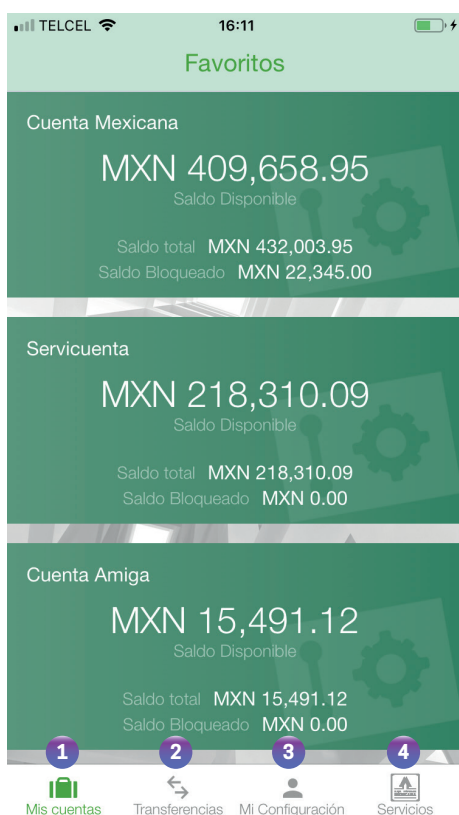 TELCEL 16:11
Favoritos
Cuenta Mexicana
MXN 409,658.95
Saldo Disponible
Saldo total MXN 432,003.95
Saldo Bloqueado MXN 22,345.00
Servicuenta
MXN 218,310.09
Saldo Disponible
Saldo total MXN 218,310.09
Saldo Bloqueado MXN 0.00
Cuenta Amiga
MXN 15,491.12
Saldo Disponible
Saldo total MXN 15,491.12
Saldo Bloqueado MXN 0.00
1 2 3 4
Mis cuentas Transferencias Mi Configuración Servicios